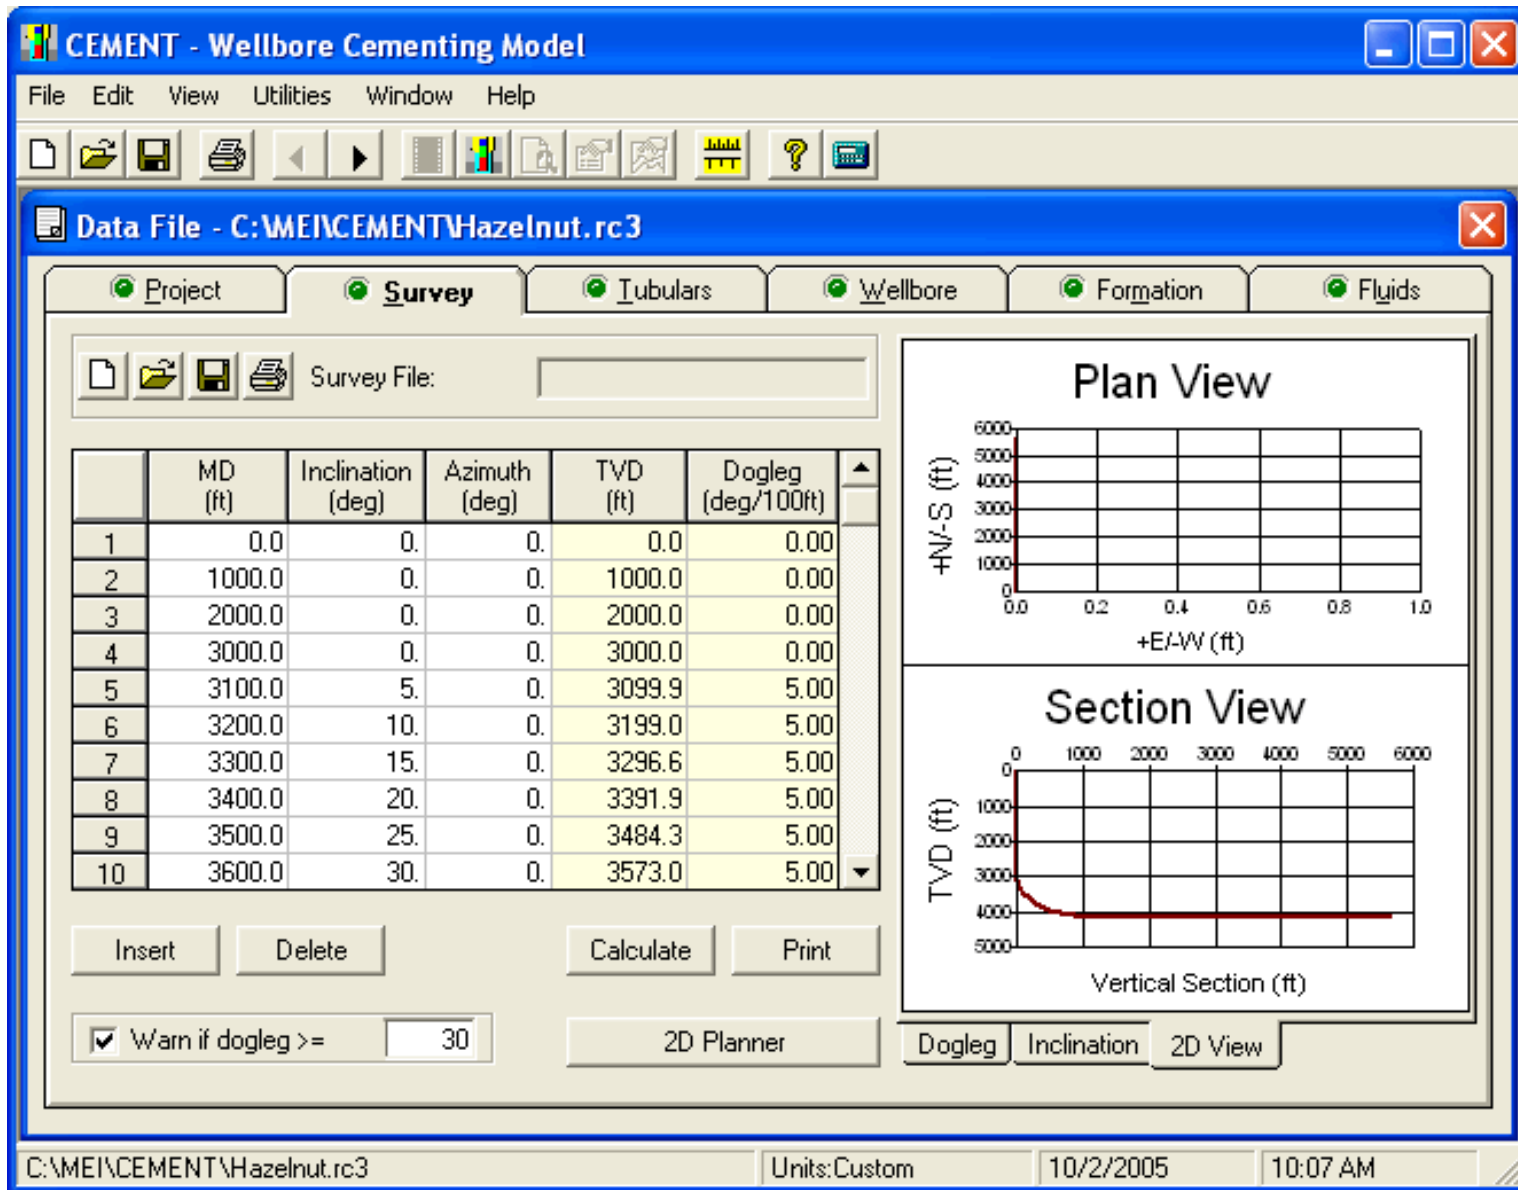 CEMENT - Wellbore Cementing Model
File Edit View Utilities Window Help
Data File - C:\MEI\CEMENT\Hazelnut.rc3
Project Survey Tubulars Wellbore Formation Fluids
Survey File:
MD Inclination Azimuth TVD Dogleg
(ft) (deg) (deg) (ft) (deg/100ft)
1 0.0 0. 0. 0.0 0.00
2 1000.0 0. 0. 1000.0 0.00
3 2000.0 0. 0. 2000.0 0.00
4 3000.0 0. 0. 3000.0 0.00
5 3100.0 5. 0. 3099.9 5.00
6 3200.0 10. 0. 3199.0 5.00
7 3300.0 15. 0. 3296.6 5.00
8 3400.0 20. 0. 3391.9 5.00
9 3500.0 25. 0. 3484.3 5.00
10 3600.0 30. 0. 3573.0 5.00
Insert Delete Calculate Print
Warn if dogleg >= 30 2D Planner
Plan View
+N/-S (ft)
6000
5000
4000
3000
2000
1000
0
0.0 0.2 0.4 0.6 0.8 1.0
+E/-W (ft)
Section View
0 1000 2000 3000 4000 5000 6000
TVD (ft)
0
1000
2000
3000
4000
5000
Vertical Section (ft)
Dogleg Inclination 2D View
C:\MEI\CEMENT\Hazelnut.rc3 Units:Custom 10/2/2005 10:07 AM